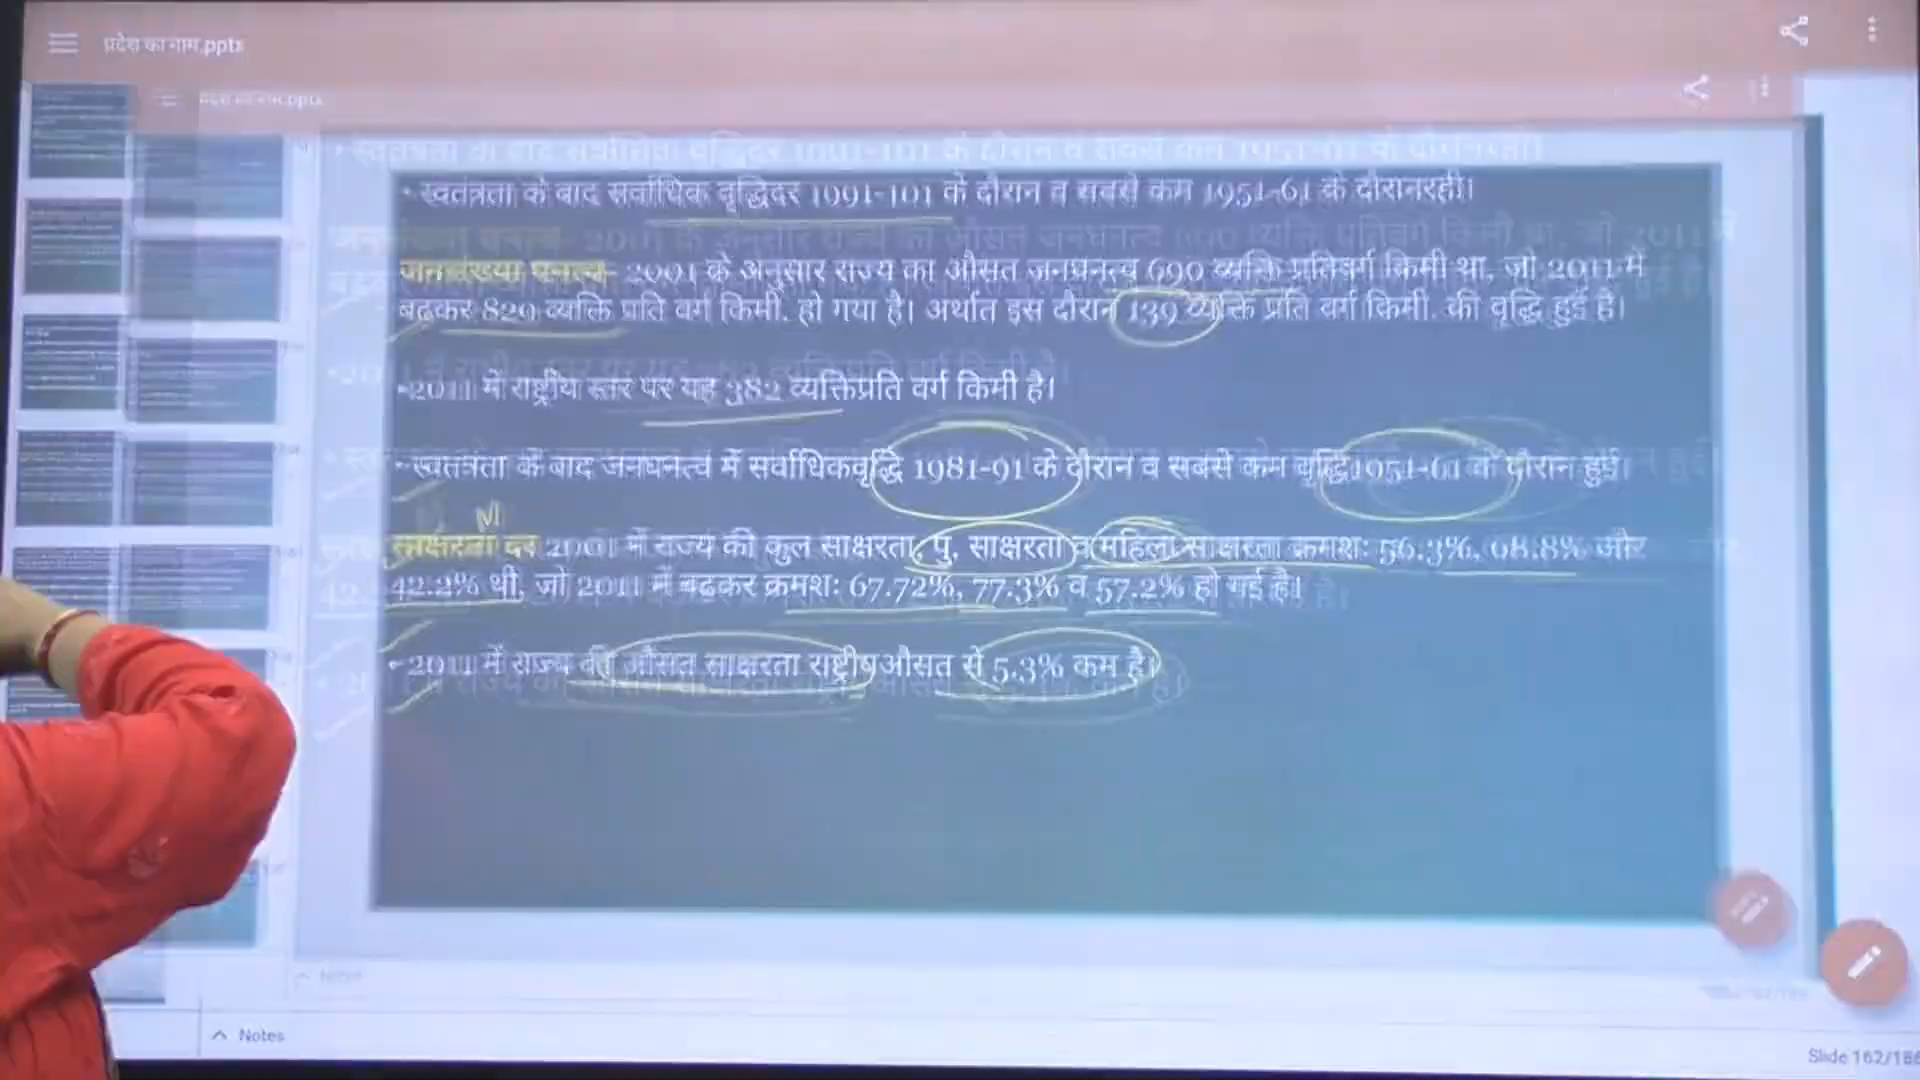 प्रदेश का नाम.pptx
• स्वतंत्रता के बाद सर्वाधिक वृद्धिदर 1991-101 के दौरान व सबसे कम 1951-61 के दौरानरही।
जनसंख्या घनत्व- 2001 के अनुसार राज्य का औसत जनघनत्व 690 व्यक्ति प्रतिवर्ग किमी था, जो 2011 में
बढ़कर 829 व्यक्ति प्रति वर्ग किमी. हो गया है। अर्थात इस दौरान 139 व्यक्ति प्रति वर्ग किमी. की वृद्धि हुई है।
•2011 में राष्ट्रीय स्तर पर यह 382 व्यक्तिप्रति वर्ग किमी है।
• स्वतंत्रता के बाद जनघनत्व में सर्वाधिकवृद्धि 1981-91 के दौरान व सबसे कम वृद्धि1951-61 के दौरान हुई।
M
साक्षरता दर 2001 में राज्य की कुल साक्षरता, पु. साक्षरता व महिला साक्षरता क्रमश: 56.3%, 68.8% और
42.2% थी, जो 2011 में बढकर क्रमश: 67.72%, 77.3% व 57.2% हो गई है।
• 2011 में राज्य की औसत साक्षरता राष्ट्रीयऔसत से 5.3% कम है।
Notes
Slide 162/186